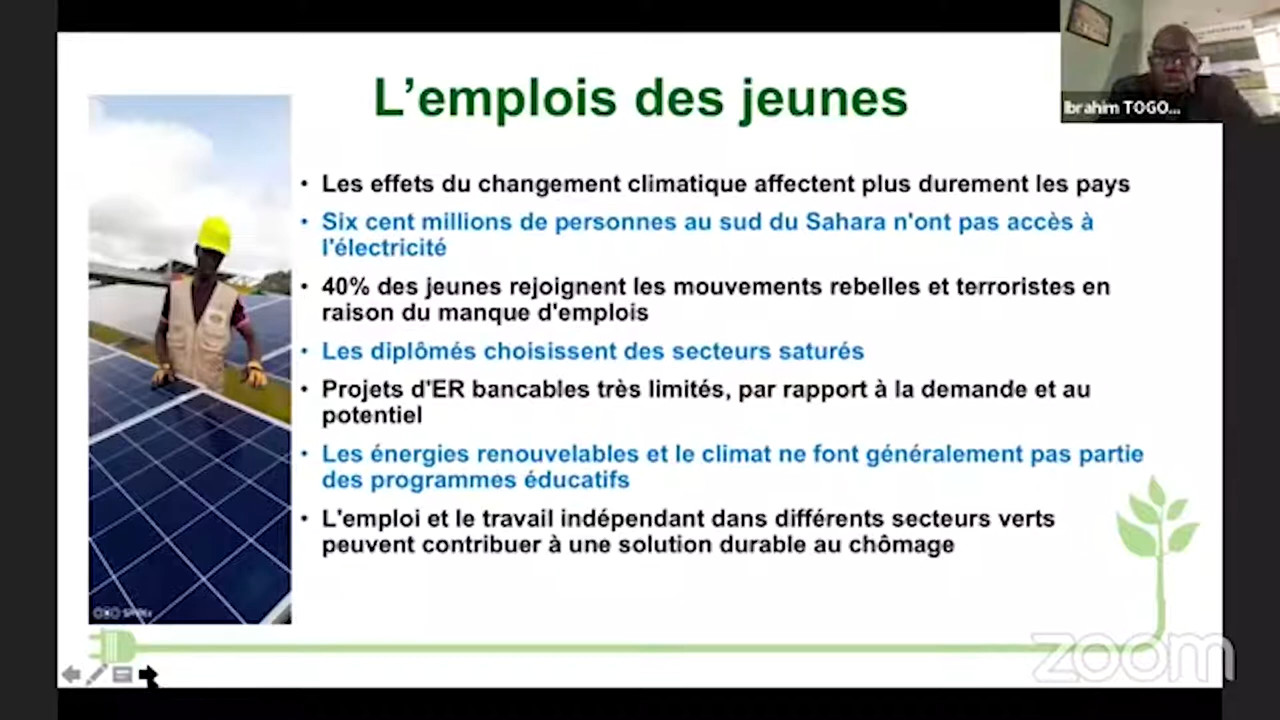 L'emplois des jeunes
Ibrahim TOGO...
• Les effets du changement climatique affectent plus durement les pays
• Six cent millions de personnes au sud du Sahara n'ont pas accès à
l'électricité
• 40% des jeunes rejoignent les mouvements rebelles et terroristes en
raison du manque d'emplois
• Les diplômés choisissent des secteurs saturés
• Projets d'ER bancables très limités, par rapport à la demande et au
potentiel
• Les énergies renouvelables et le climat ne font généralement pas partie
des programmes éducatifs
• L'emploi et le travail indépendant dans différents secteurs verts
peuvent contribuer à une solution durable au chômage
zoom